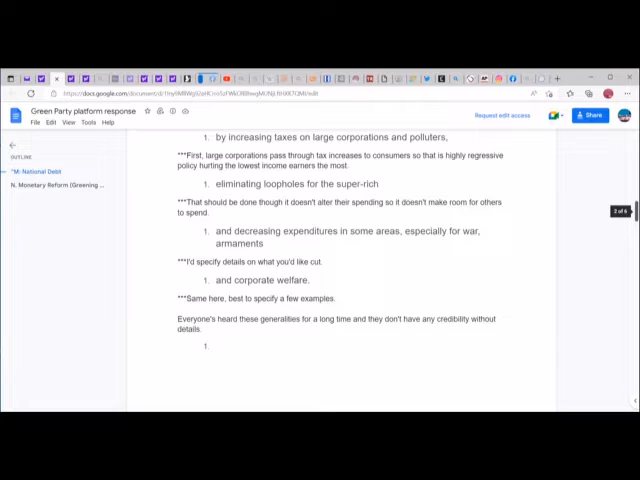 Green Party platform response
File Edit View Tools Help
Request edit access
Share
OUTLINE
"M: National Debt
N. Monetary Reform (Greening ...
1. by increasing taxes on large corporations and polluters,
***First, large corporations pass through tax increases to consumers so that is highly regressive
policy hurting the lowest income earners the most.
1. eliminating loopholes for the super-rich
***That should be done though it doesn't alter their spending so it doesn't make room for others
to spend.
1. and decreasing expenditures in some areas, especially for war,
armaments
***I'd specify details on what you'd like cut.
1. and corporate welfare.
***Same here, best to specify a few examples.
Everyone's heard these generalities for a long time and they don't have any credibility without
details.
1.
2 of 6